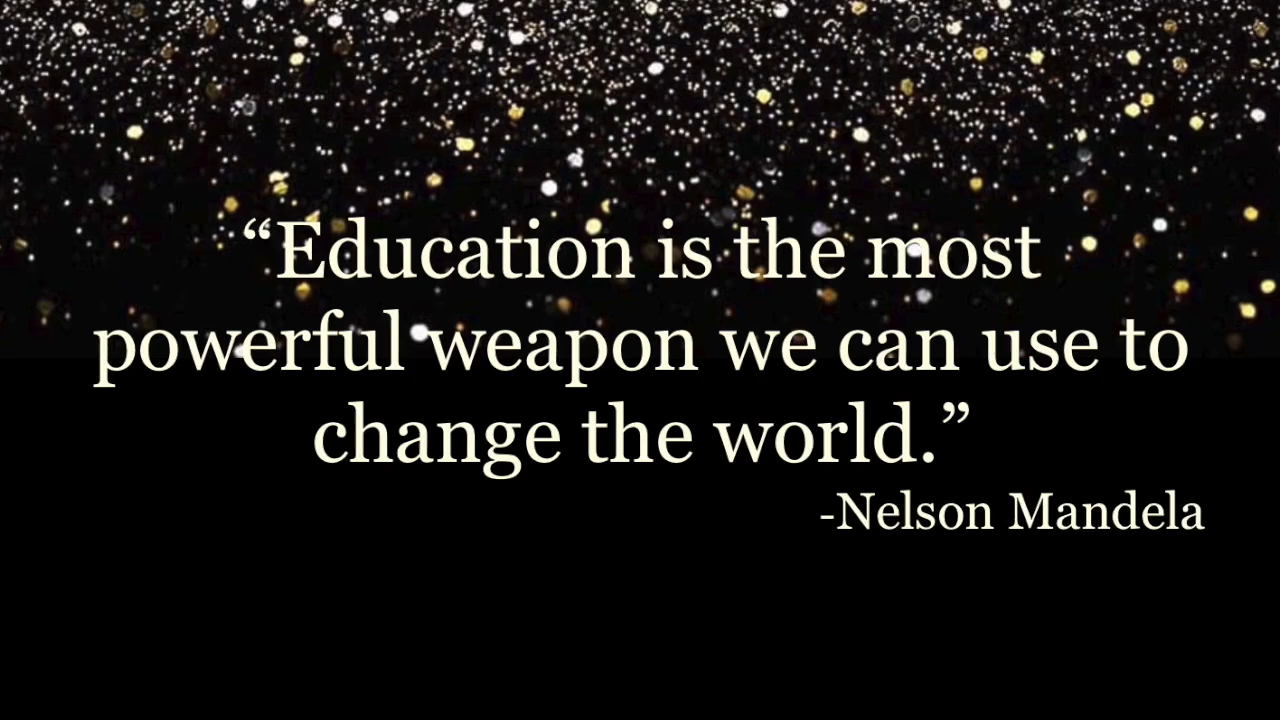 “Education is the most
powerful weapon we can use to
change the world.”
-Nelson Mandela